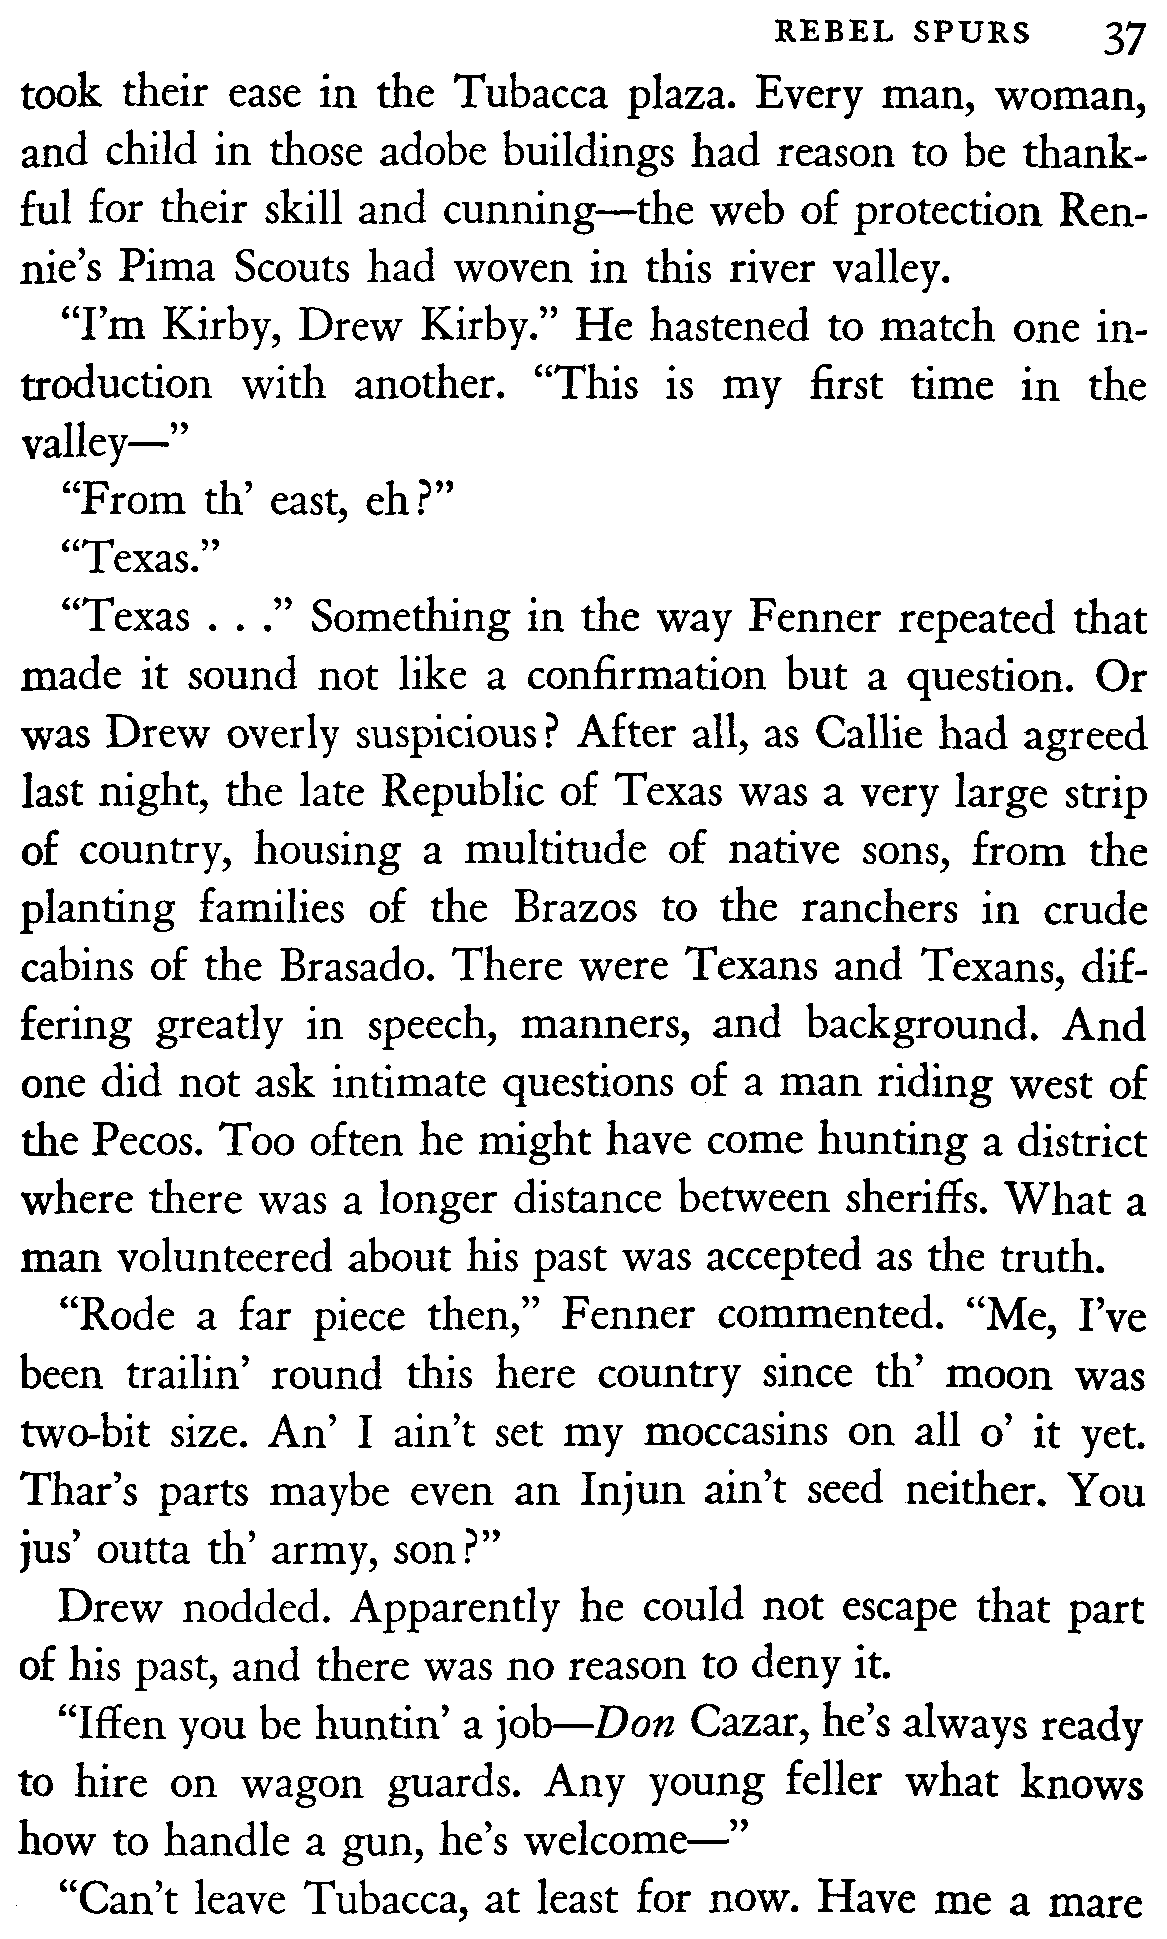 REBEL SPURS 37
took their ease in the Tubacca plaza. Every man, woman,
and child in those adobe buildings had reason to be thank-
ful for their skill and cunning—the web of protection Ren-
nie's Pima Scouts had woven in this river valley.
“I'm Kirby, Drew Kirby.” He hastened to match one in-
troduction with another. “This is my first time in the
valley—”
“From th' east, eh?”
“Texas.”
“Texas . . .” Something in the way Fenner repeated that
made it sound not like a confirmation but a question. Or
was Drew overly suspicious? After all, as Callie had agreed
last night, the late Republic of Texas was a very large strip
of country, housing a multitude of native sons, from the
planting families of the Brazos to the ranchers in crude
cabins of the Brasado. There were Texans and Texans, dif-
fering greatly in speech, manners, and background. And
one did not ask intimate questions of a man riding west of
the Pecos. Too often he might have come hunting a district
where there was a longer distance between sheriffs. What a
man volunteered about his past was accepted as the truth.
“Rode a far piece then,” Fenner commented. “Me, I've
been trailin' round this here country since th' moon was
two-bit size. An' I ain't set my moccasins on all o' it yet.
Thar's parts maybe even an Injun ain't seed neither. You
jus' outta th' army, son?”
Drew nodded. Apparently he could not escape that part
of his past, and there was no reason to deny it.
“Iffen you be huntin' a job—Don Cazar, he's always ready
to hire on wagon guards. Any young feller what knows
how to handle a gun, he's welcome—”
“Can't leave Tubacca, at least for now. Have me a mare